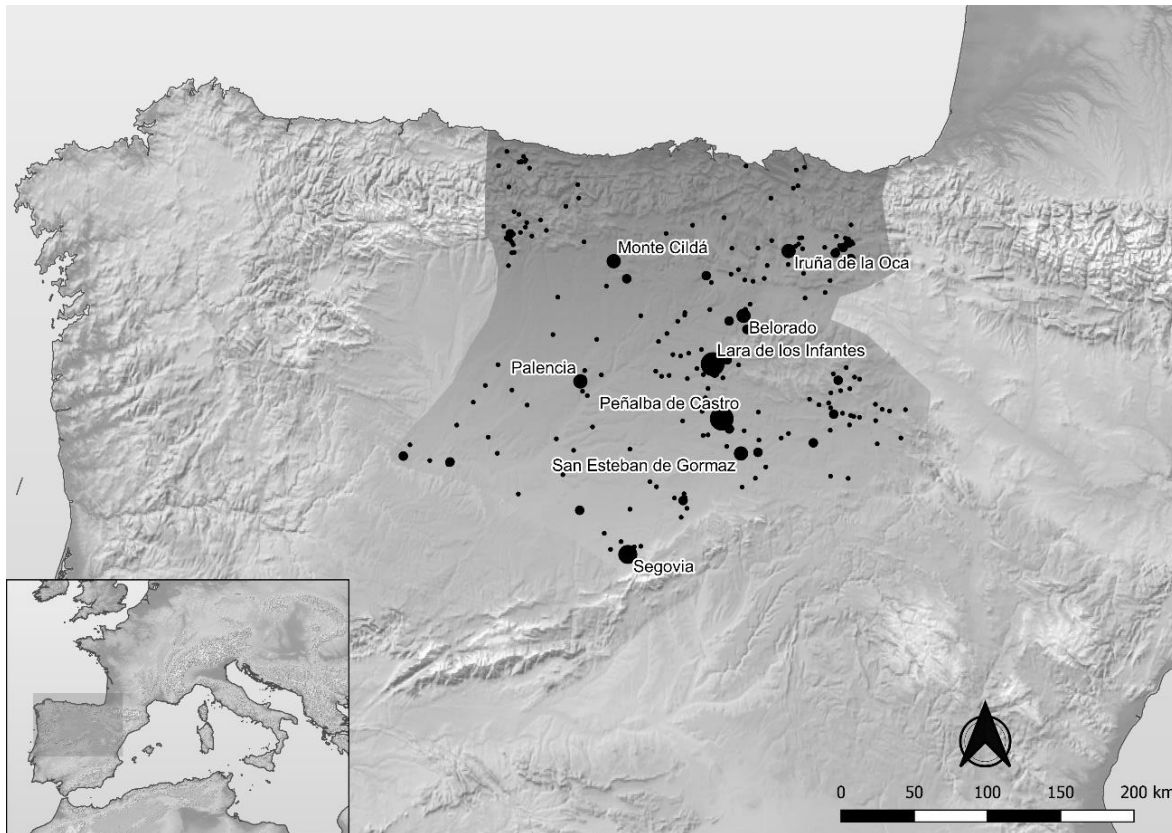 Monte Cildá
Iruña de la Oca
Belorado
Lara de los Infantes
Palencia
Peñalba de Castro
San Esteban de Gormaz
Segovia
0 50 100 150 200 km